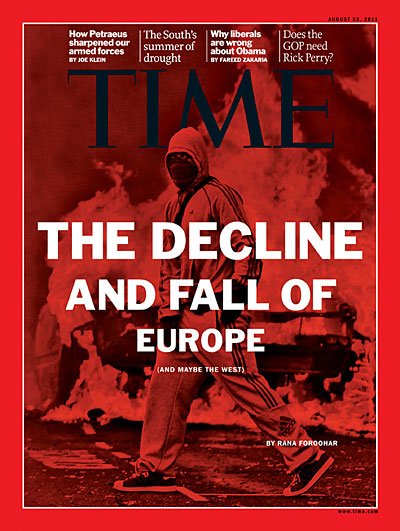 AUGUST 22, 2011
How Petraeus
sharpened our
armed forces
BY JOE KLEIN
The South's
summer of
drought
Why liberals
are wrong
about Obama
BY FAREED ZAKARIA
Does the
GOP need
Rick Perry?
TIME
THE DECLINE
AND FALL OF
EUROPE
(AND MAYBE THE WEST)
BY RANA FOROOHAR
www.time.com